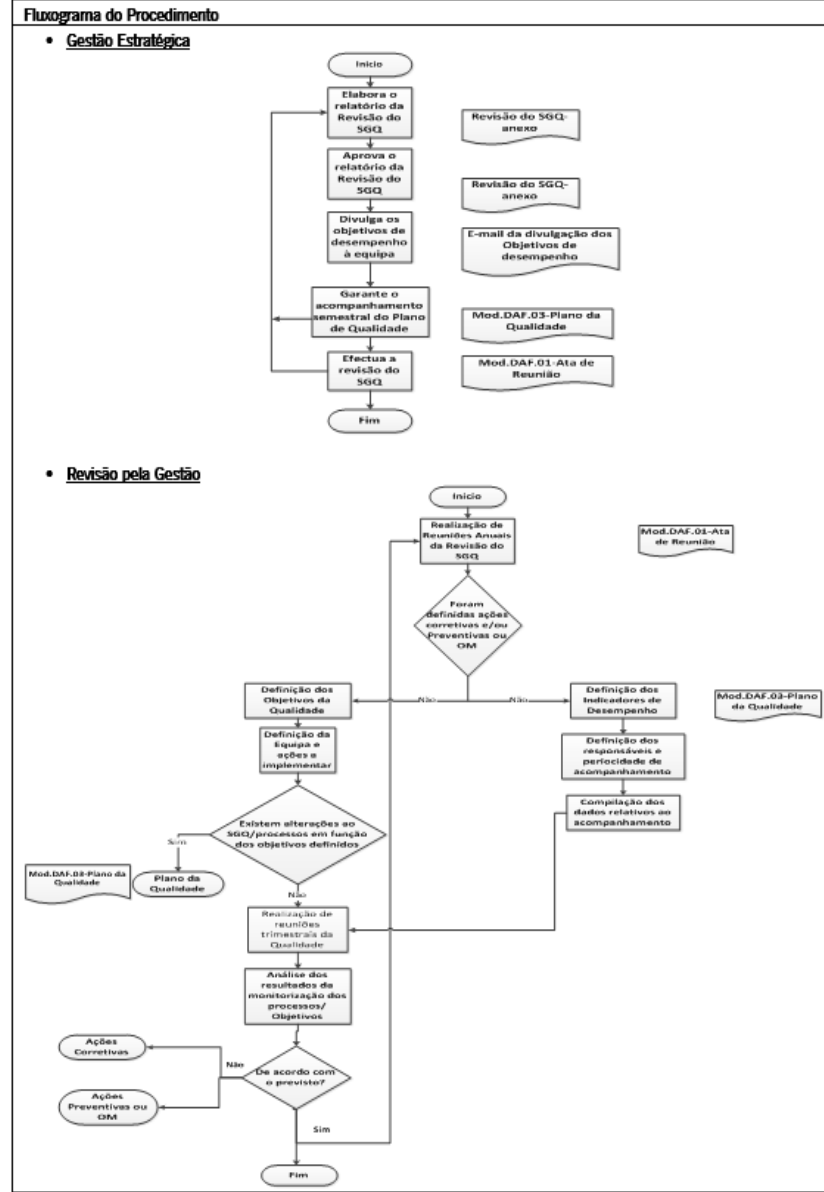 Fluxograma do Procedimento
• Gestão Estratégica
Inicio
Elabora o
relatório da
Revisão do
SGQ
Revisão do SGQ-
anexo
Aprova o
relatório da
Revisão do
SGQ
Revisão do SGQ-
anexo
Divulga os
objetivos de
desempenho
à equipa
E-mail da divulgação dos
Objetivos de
desempenho
Garante o
acompanhamento
semestral do Plano
de Qualidade
Mod.DAF.03-Plano da
Qualidade
Efectua a
revisão do
SGQ
Mod.DAF.01-Ata de
Reunião
Fim
• Revisão pela Gestão
Inicio
Realização de
Reuniões Anuais
da Revisão do
SGQ
Mod.DAF.01-Ata
de Reunião
Foram
definidas ações
corretivas e/ou
Preventivas ou
OM
Não
Não
Definição dos
Objetivos da
Qualidade
Definição dos
Indicadores de
Desempenho
Mod.DAF.03-Plano
da Qualidade
Definição da
Equipa e
ações a
implementar
Definição dos
responsáveis e
periocidade de
acompanhamento
Compilação dos
dados relativos ao
acompanhamento
Existem alterações ao
SGQ/processos em função
dos objetivos definidos
Mod.DAF.03-Plano da
Qualidade
Plano da
Qualidade
Não
Realização de
reuniões
trimestrais da
Qualidade
Análise dos
resultados da
monitorização dos
processos/
Objetivos
Ações
Corretivas
Não
De acordo com
o previsto?
Ações
Preventivas ou
OM
Sim
Fim